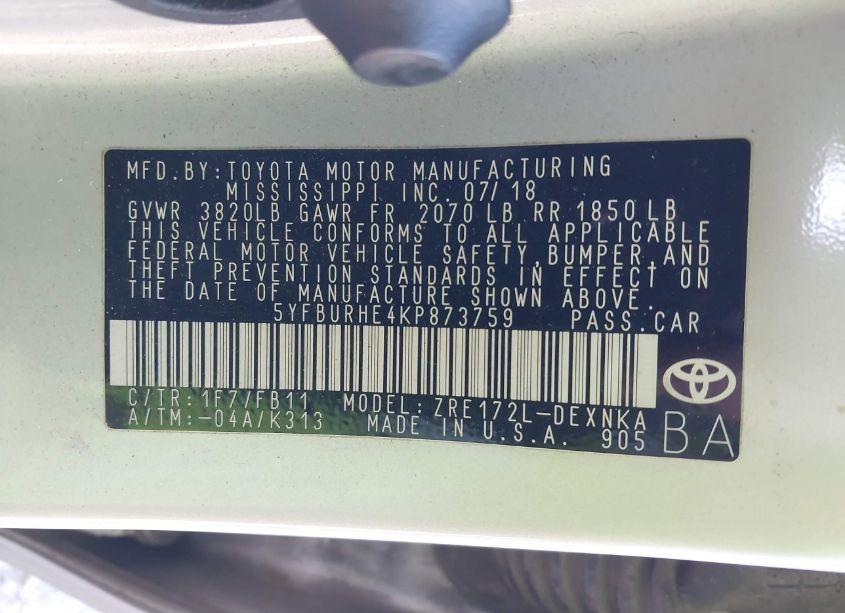 MFD.BY:TOYOTA MOTOR MANUFACTURING
MISSISSIPPI INC. 07/18
GVWR 3820LB GAWR FR 2070 LB RR 1850 LB
THIS VEHICLE CONFORMS TO ALL APPLICABLE
FEDERAL MOTOR VEHICLE SAFETY,BUMPER,AND
THEFT PREVENTION STANDARDS IN EFFECT ON
THE DATE OF MANUFACTURE SHOWN ABOVE.
5YFBURHE4KP873759 PASS.CAR
C/TR: 1F7/FB11 MODEL: ZRE172L-DEXNKA
A/TM:-04A/K313 MADE IN U.S.A. 905
BA